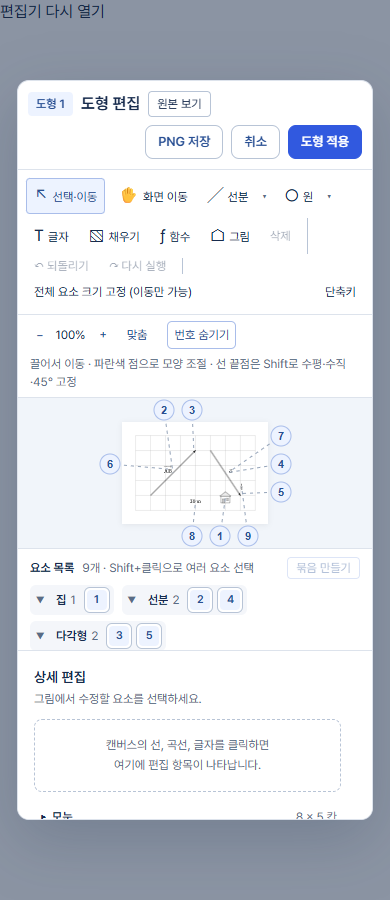 편집기 다시 열기
도형 1 도형 편집 원본 보기
PNG 저장 취소 도형 적용
선택·이동 화면 이동 선분 원
T 글자 채우기 ƒ 함수 그림 삭제
되돌리기 다시 실행
전체 요소 크기 고정 (이동만 가능) 단축키
− 100% + 맞춤 번호 숨기기
끌어서 이동 · 파란색 점으로 모양 조절 · 선 끝점은 Shift로 수평·수직
·45° 고정
2 3
7
6 4
5
8 1 9
요소 목록 9개 · Shift+클릭으로 여러 요소 선택 묶음 만들기
▼ 집 1 1 ▼ 선분 2 2 4
▼ 다각형 2 3 5
상세 편집
그림에서 수정할 요소를 선택하세요.
캔버스의 선, 곡선, 글자를 클릭하면
여기에 편집 항목이 나타납니다.
▸ 모눈 8 × 5 칸